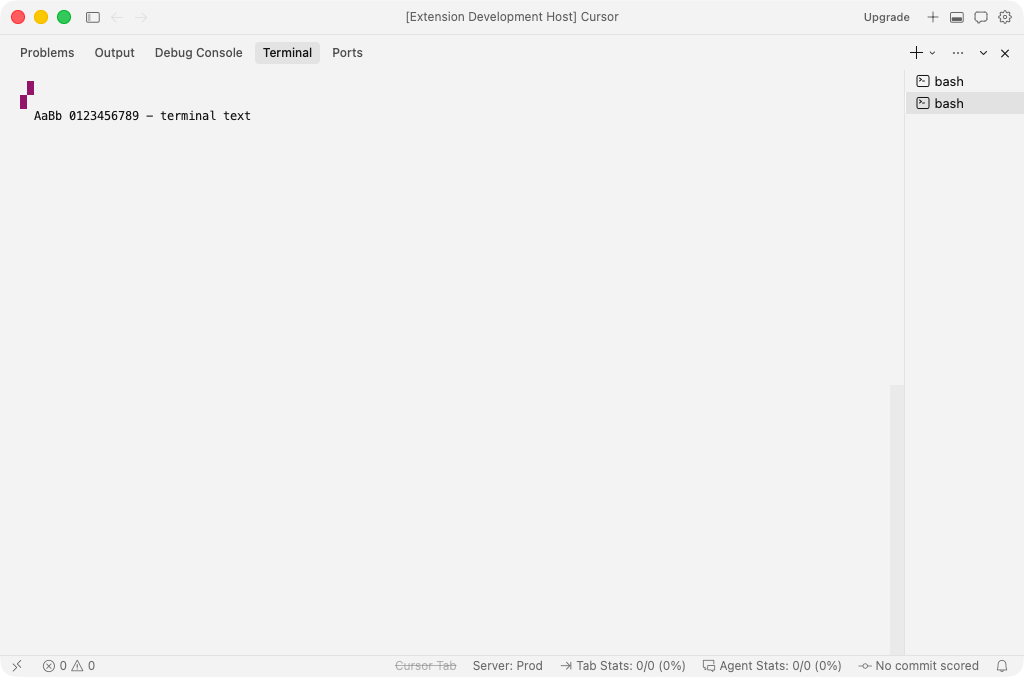 [Extension Development Host] Cursor
Upgrade
Problems Output Debug Console Terminal Ports
bash
bash
AaBb 0123456789 — terminal text
0 0 Cursor Tab Server: Prod Tab Stats: 0/0 (0%) Agent Stats: 0/0 (0%) No commit scored